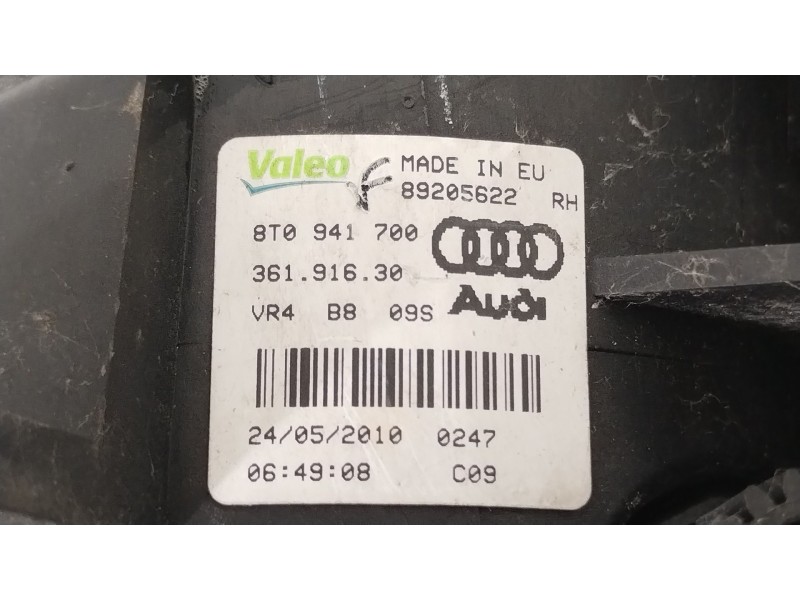 Valeo F MADE IN EU
89205622 RH
8T0 941 700
361.916.30
VR4 B8 09S Audi
24/05/2010 0247
06:49:08 C09